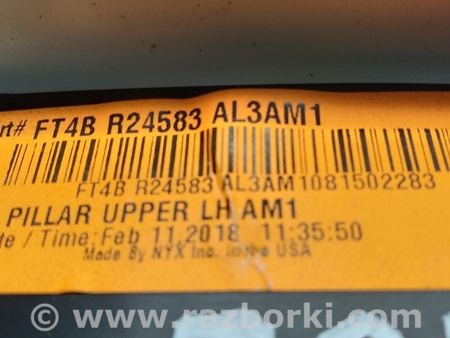 art# FT4B R24583 AL3AM1
FT4B R24583 AL3AM1081502283
PILLAR UPPER LH AM1
te / Time: Feb 11,2018 11:35:50
Made By NYX Inc. in the USA
© www.razborki.com